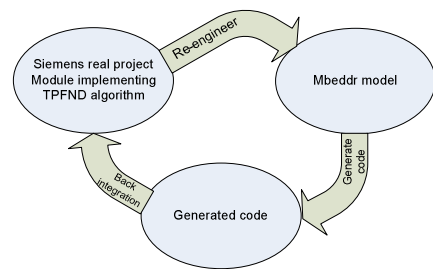 Siemens real project
Module implementing
TPFND algorithm
Re-engineer
Mbeddr model
Generate
code
Generated code
Back
integration